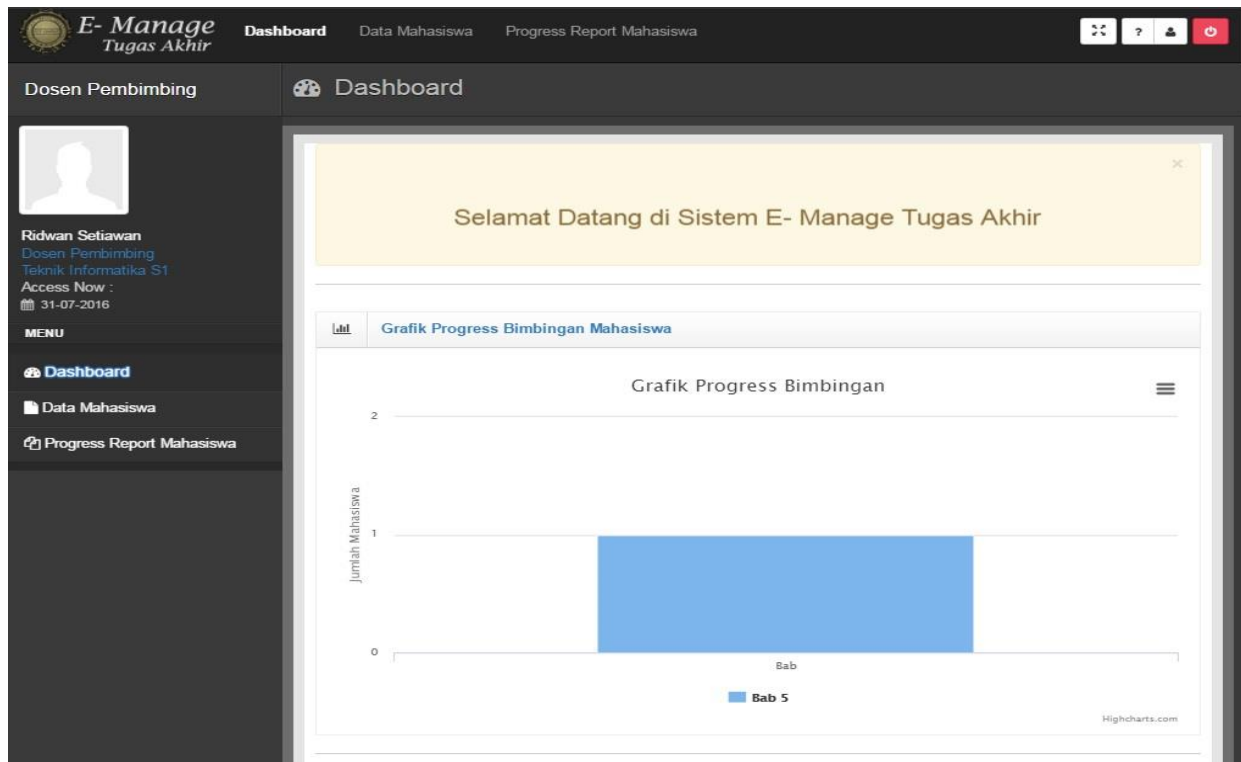 E- Manage
Tugas Akhir
Dashboard
Data Mahasiswa
Progress Report Mahasiswa
?
Dosen Pembimbing
Dashboard
Ridwan Setiawan
Dosen Pembimbing
Teknik Informatika S1
Access Now :
31-07-2016
MENU
Dashboard
Data Mahasiswa
Progress Report Mahasiswa
×
Selamat Datang di Sistem E- Manage Tugas Akhir
Grafik Progress Bimbingan Mahasiswa
Grafik Progress Bimbingan
Jumlah Mahasiswa
2
1
0
Bab
Bab 5
Highcharts.com